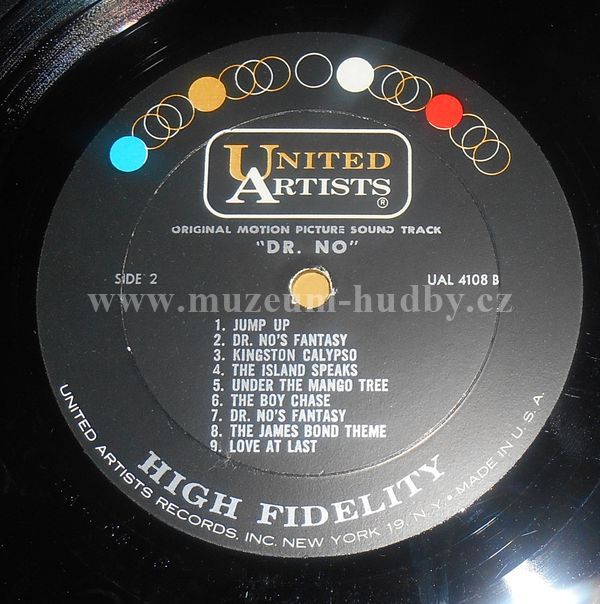 UNITED
ARTISTS ®
ORIGINAL MOTION PICTURE SOUND TRACK
"DR. NO"
SIDE 2
UAL 4108 B
www.muzeum-hudby.cz
1. JUMP UP
2. DR. NO'S FANTASY
3. KINGSTON CALYPSO
4. THE ISLAND SPEAKS
5. UNDER THE MANGO TREE
6. THE BOY CHASE
7. DR. NO'S FANTASY
8. THE JAMES BOND THEME
9. LOVE AT LAST
HIGH FIDELITY
UNITED ARTISTS RECORDS, INC. NEW YORK 19, N.Y. • MADE IN U.S.A.